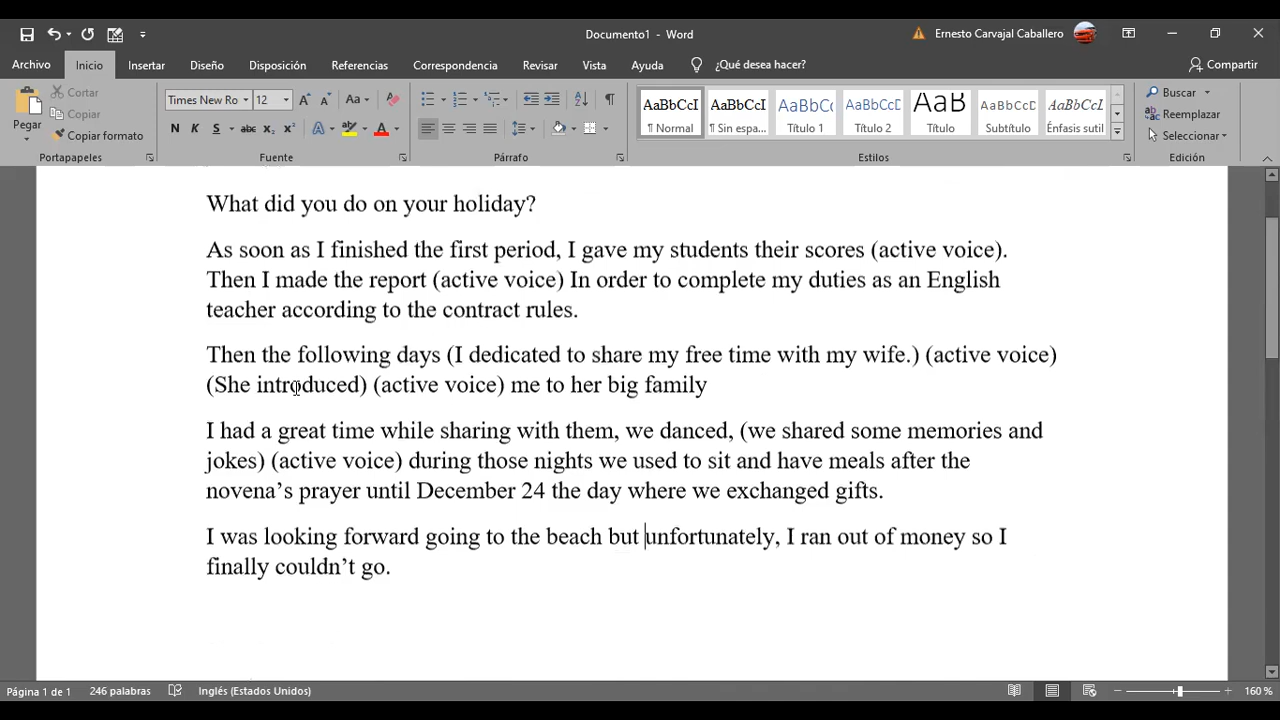 Documento1 - Word
Ernesto Carvajal Caballero
Archivo Inicio Insertar Diseño Disposición Referencias Correspondencia Revisar Vista Ayuda ¿Qué desea hacer? Compartir
Pegar
Cortar
Copiar
Copiar formato
Portapapeles
Times New Ro 12 Aa
N K S abc x₂ x² A A
Fuente
Párrafo
AaBbCcI AaBbCcI AaBbC AaBbCcD AaB AaBbCcD AaBbCcL
¶ Normal ¶ Sin espa... Título 1 Título 2 Título Subtítulo Énfasis sutil
Estilos
Buscar
Reemplazar
Seleccionar
Edición
What did you do on your holiday?
As soon as I finished the first period, I gave my students their scores (active voice).
Then I made the report (active voice) In order to complete my duties as an English
teacher according to the contract rules.
Then the following days (I dedicated to share my free time with my wife.) (active voice)
(She introduced) (active voice) me to her big family
I had a great time while sharing with them, we danced, (we shared some memories and
jokes) (active voice) during those nights we used to sit and have meals after the
novena’s prayer until December 24 the day where we exchanged gifts.
I was looking forward going to the beach but unfortunately, I ran out of money so I
finally couldn’t go.
Página 1 de 1 246 palabras Inglés (Estados Unidos) 160 %